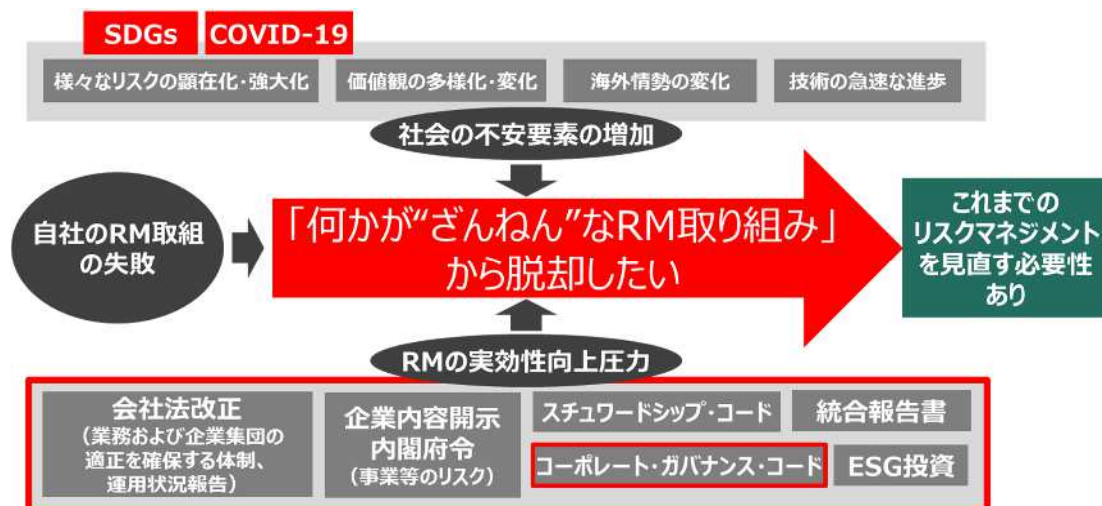 SDGs
COVID-19
様々なリスクの顕在化・強大化
価値観の多様化・変化
海外情勢の変化
技術の急速な進歩
社会の不安要素の増加
自社のRM取組
の失敗
「何かが“ざんねん”なRM取り組み」
から脱却したい
これまでの
リスクマネジメント
を見直す必要性
あり
RMの実効性向上圧力
会社法改正
（業務および企業集団の
適正を確保する体制、
運用状況報告）
企業内容開示
内閣府令
（事業等のリスク）
スチュワードシップ・コード
統合報告書
コーポレート・ガバナンス・コード
ESG投資